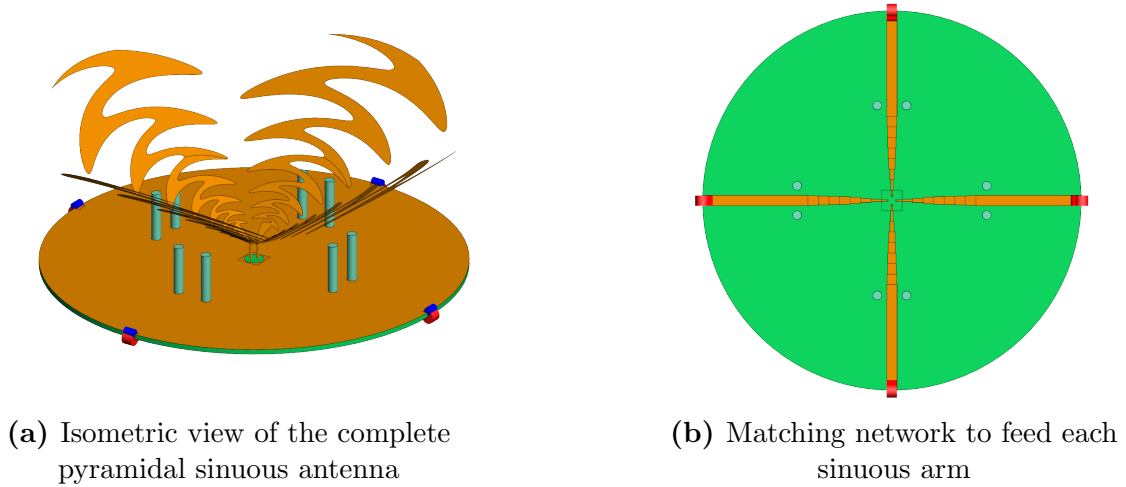 (a) Isometric view of the complete
pyramidal sinuous antenna
(b) Matching network to feed each
sinuous arm